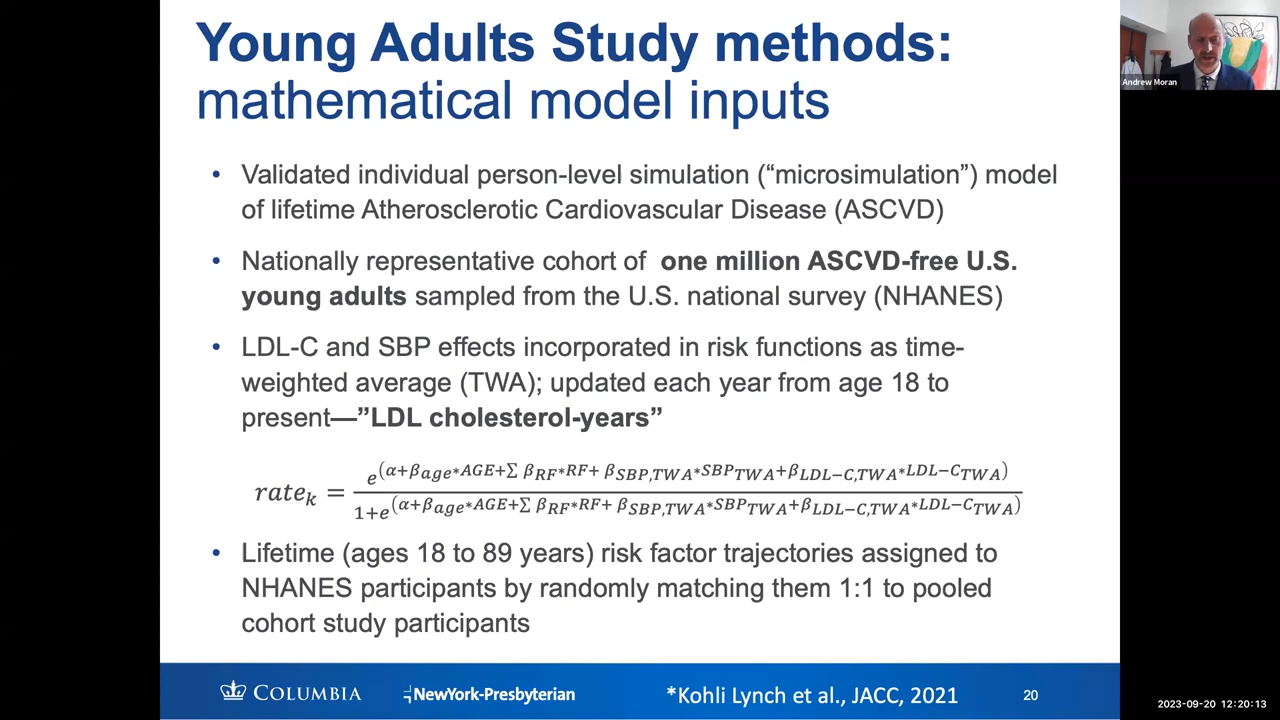 Young Adults Study methods:
mathematical model inputs
Andrew Moran
• Validated individual person-level simulation (“microsimulation”) model
of lifetime Atherosclerotic Cardiovascular Disease (ASCVD)
• Nationally representative cohort of one million ASCVD-free U.S.
young adults sampled from the U.S. national survey (NHANES)
• LDL-C and SBP effects incorporated in risk functions as time-
weighted average (TWA); updated each year from age 18 to
present—”LDL cholesterol-years”
rateₖ = e^(α+β_age*AGE+∑ β_RF*RF+ β_SBP,TWA*SBP_TWA+β_LDL−C,TWA*LDL−C_TWA)
1+e^(α+β_age*AGE+∑ β_RF*RF+ β_SBP,TWA*SBP_TWA+β_LDL−C,TWA*LDL−C_TWA)
• Lifetime (ages 18 to 89 years) risk factor trajectories assigned to
NHANES participants by randomly matching them 1:1 to pooled
cohort study participants
COLUMBIA
NewYork-Presbyterian
*Kohli Lynch et al., JACC, 2021
20
2023-09-20 12:20:13